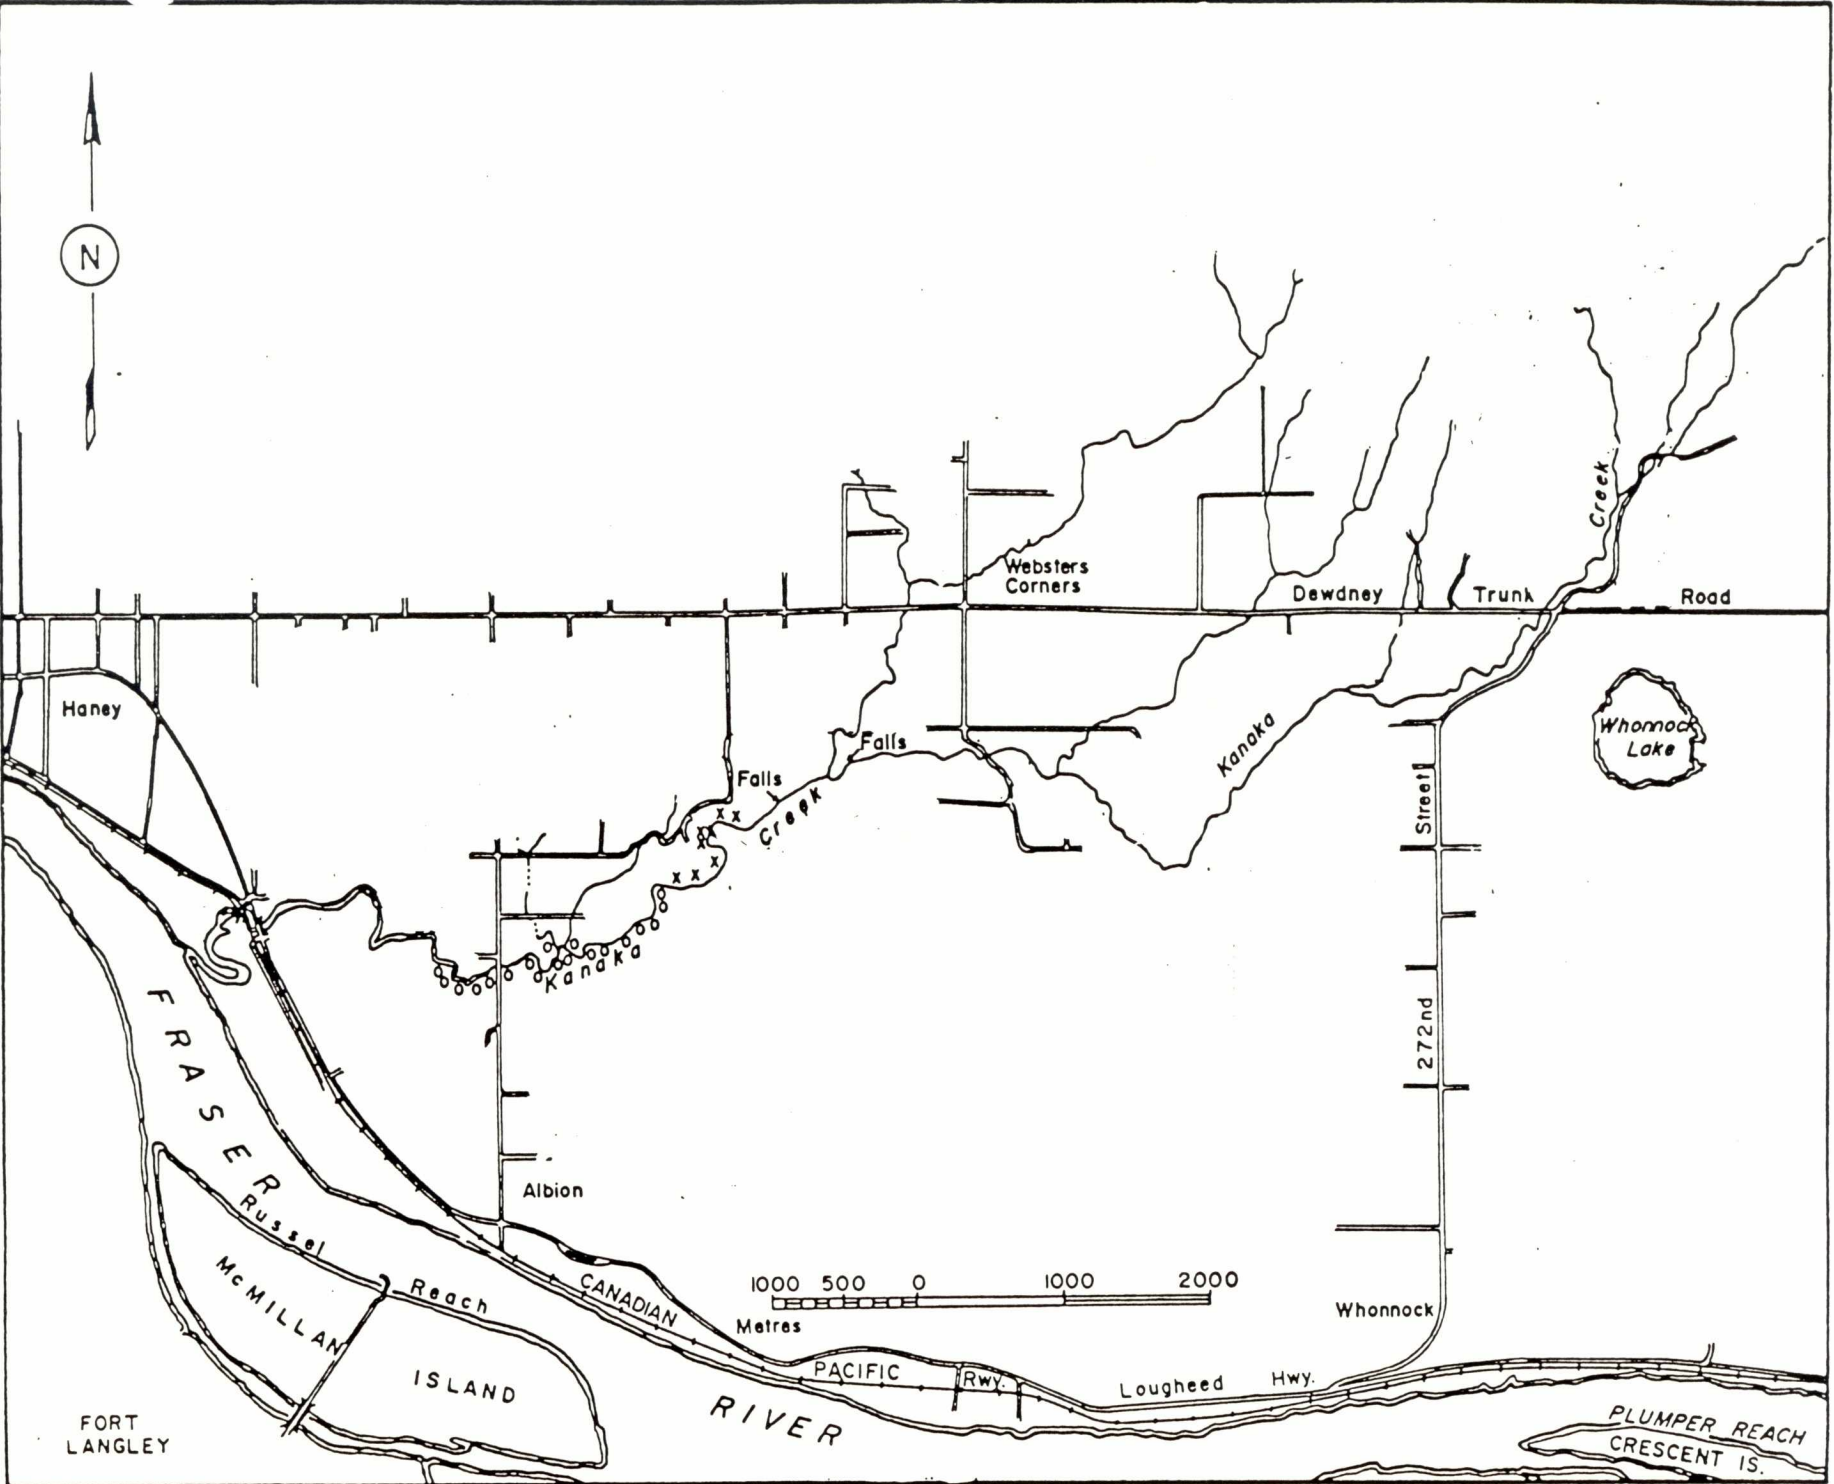 N
Websters
Corners
Creek
Dewdney Trunk Road
Haney
Whonnock
Lake
Kanaka
Falls
Falls
Creek
Street
Kanaka
272nd
FRASER
Albion
Russel Reach
McMILLAN
ISLAND
CANADIAN
1000 500 0 1000 2000
Metres
Whonnock
PACIFIC
Rwy.
Lougheed Hwy.
RIVER
FORT
LANGLEY
PLUMPER REACH
CRESCENT IS.